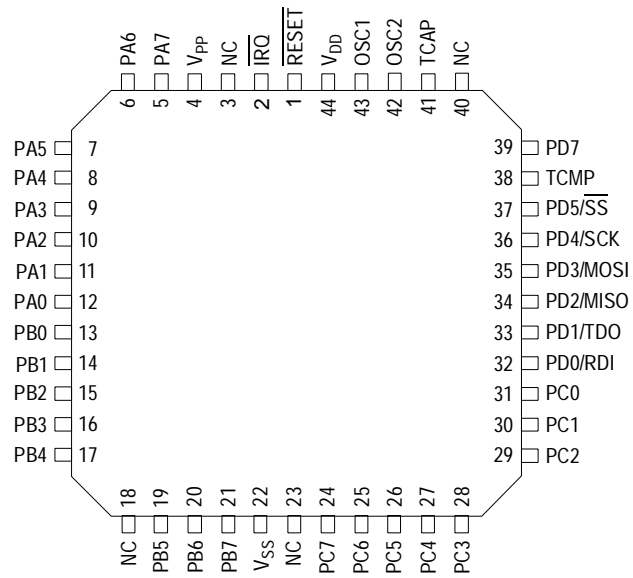 PA6 PA7 VPP NC IRQ RESET VDD OSC1 OSC2 TCAP NC
6 5 4 3 2 1 44 43 42 41 40
PA5 7
PA4 8
PA3 9
PA2 10
PA1 11
PA0 12
PB0 13
PB1 14
PB2 15
PB3 16
PB4 17
39 PD7
38 TCMP
37 PD5/SS
36 PD4/SCK
35 PD3/MOSI
34 PD2/MISO
33 PD1/TDO
32 PD0/RDI
31 PC0
30 PC1
29 PC2
18 19 20 21 22 23 24 25 26 27 28
NC PB5 PB6 PB7 VSS NC PC7 PC6 PC5 PC4 PC3